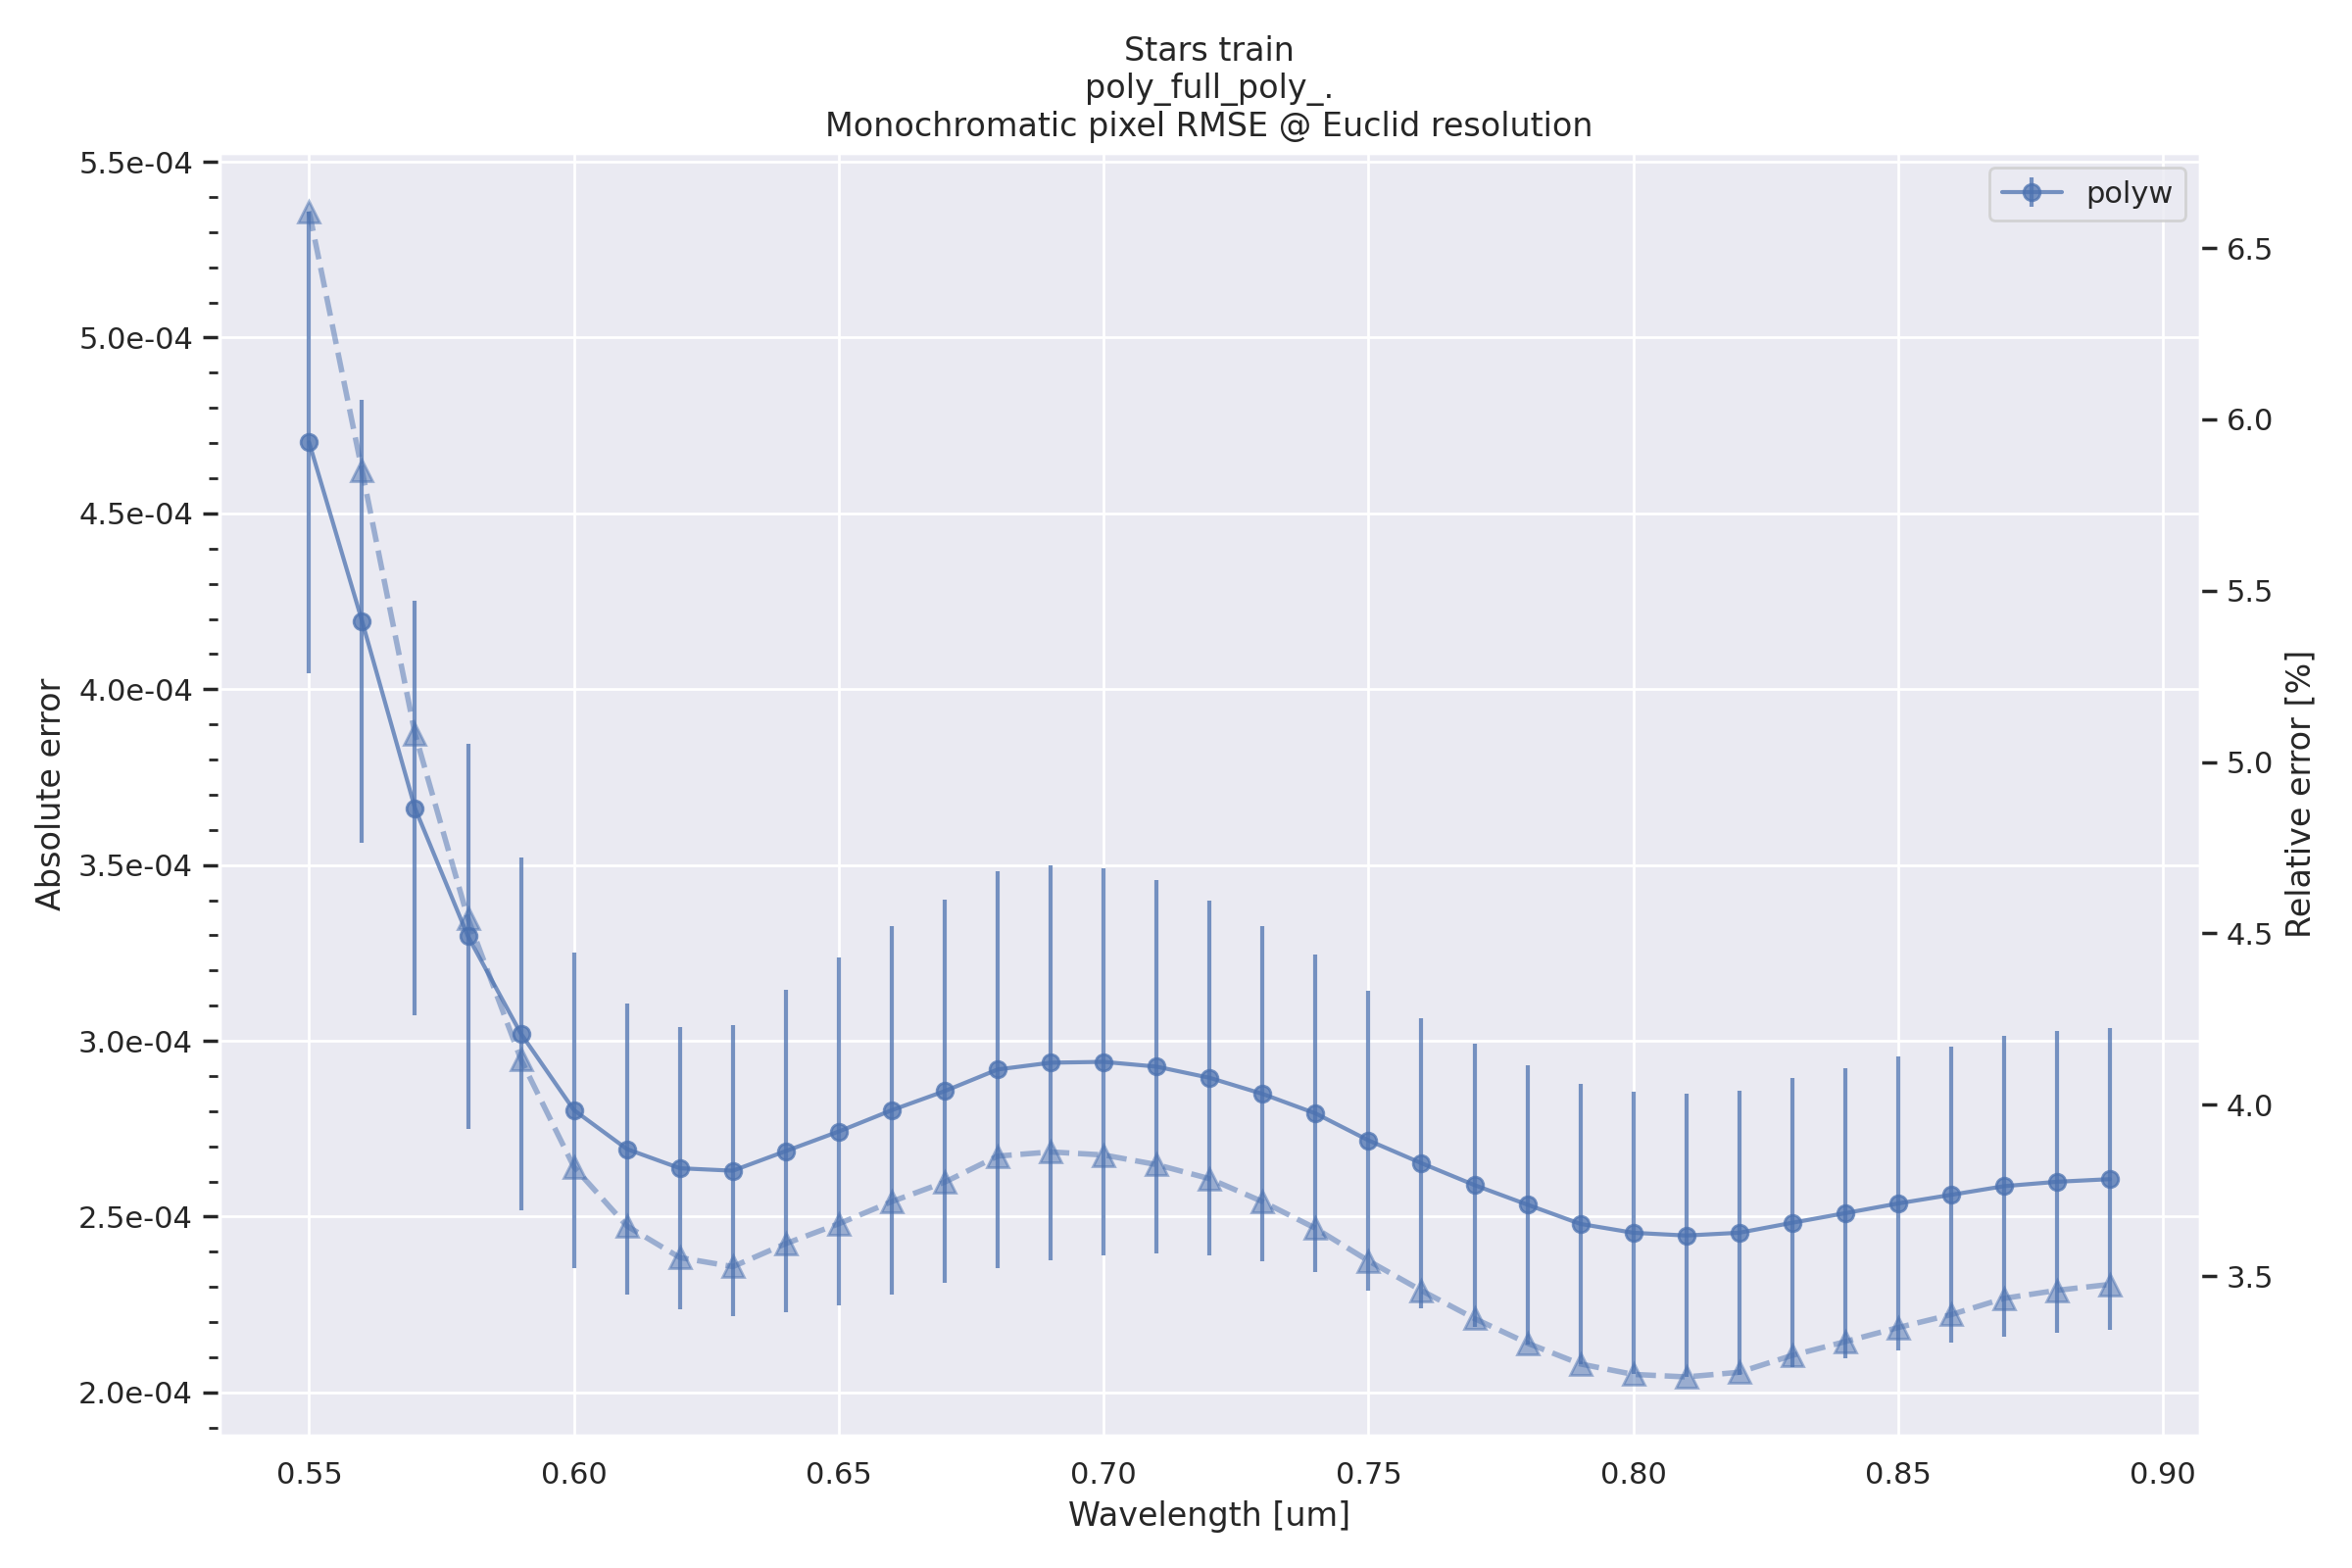 Stars train
poly_full_poly_.
Monochromatic pixel RMSE @ Euclid resolution
polyw
5.5e-04
5.0e-04
4.5e-04
4.0e-04
3.5e-04
3.0e-04
2.5e-04
2.0e-04
Absolute error
6.5
6.0
5.5
5.0
4.5
4.0
3.5
Relative error [%]
0.55 0.60 0.65 0.70 0.75 0.80 0.85 0.90
Wavelength [um]